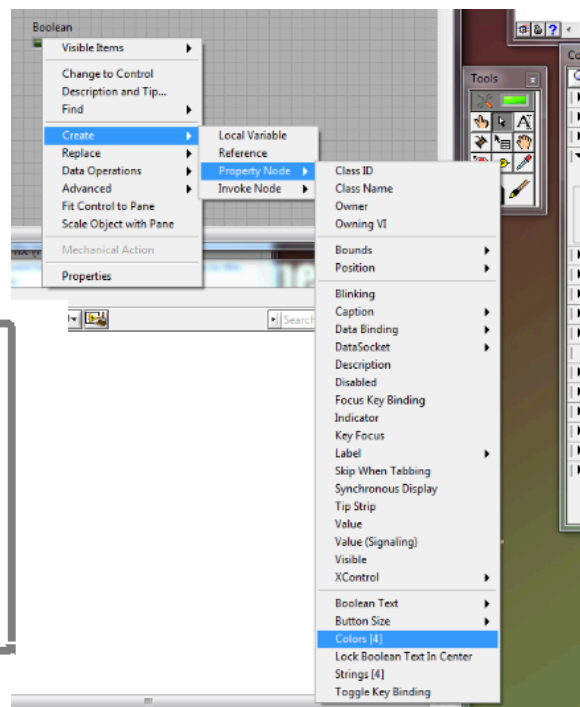 Boolean
Visible Items
Change to Control
Description and Tip...
Find
Create
Replace
Data Operations
Advanced
Fit Control to Pane
Scale Object with Pane
Mechanical Action
Properties
Local Variable
Reference
Property Node
Invoke Node
Class ID
Class Name
Owner
Owning VI
Bounds
Position
Blinking
Caption
Data Binding
DataSocket
Description
Disabled
Focus Key Binding
Indicator
Key Focus
Label
Skip When Tabbing
Synchronous Display
Tip Strip
Value
Value (Signaling)
Visible
XControl
Boolean Text
Button Size
Colors [4]
Lock Boolean Text In Center
Strings [4]
Toggle Key Binding
Search
Tools
A
?
Co